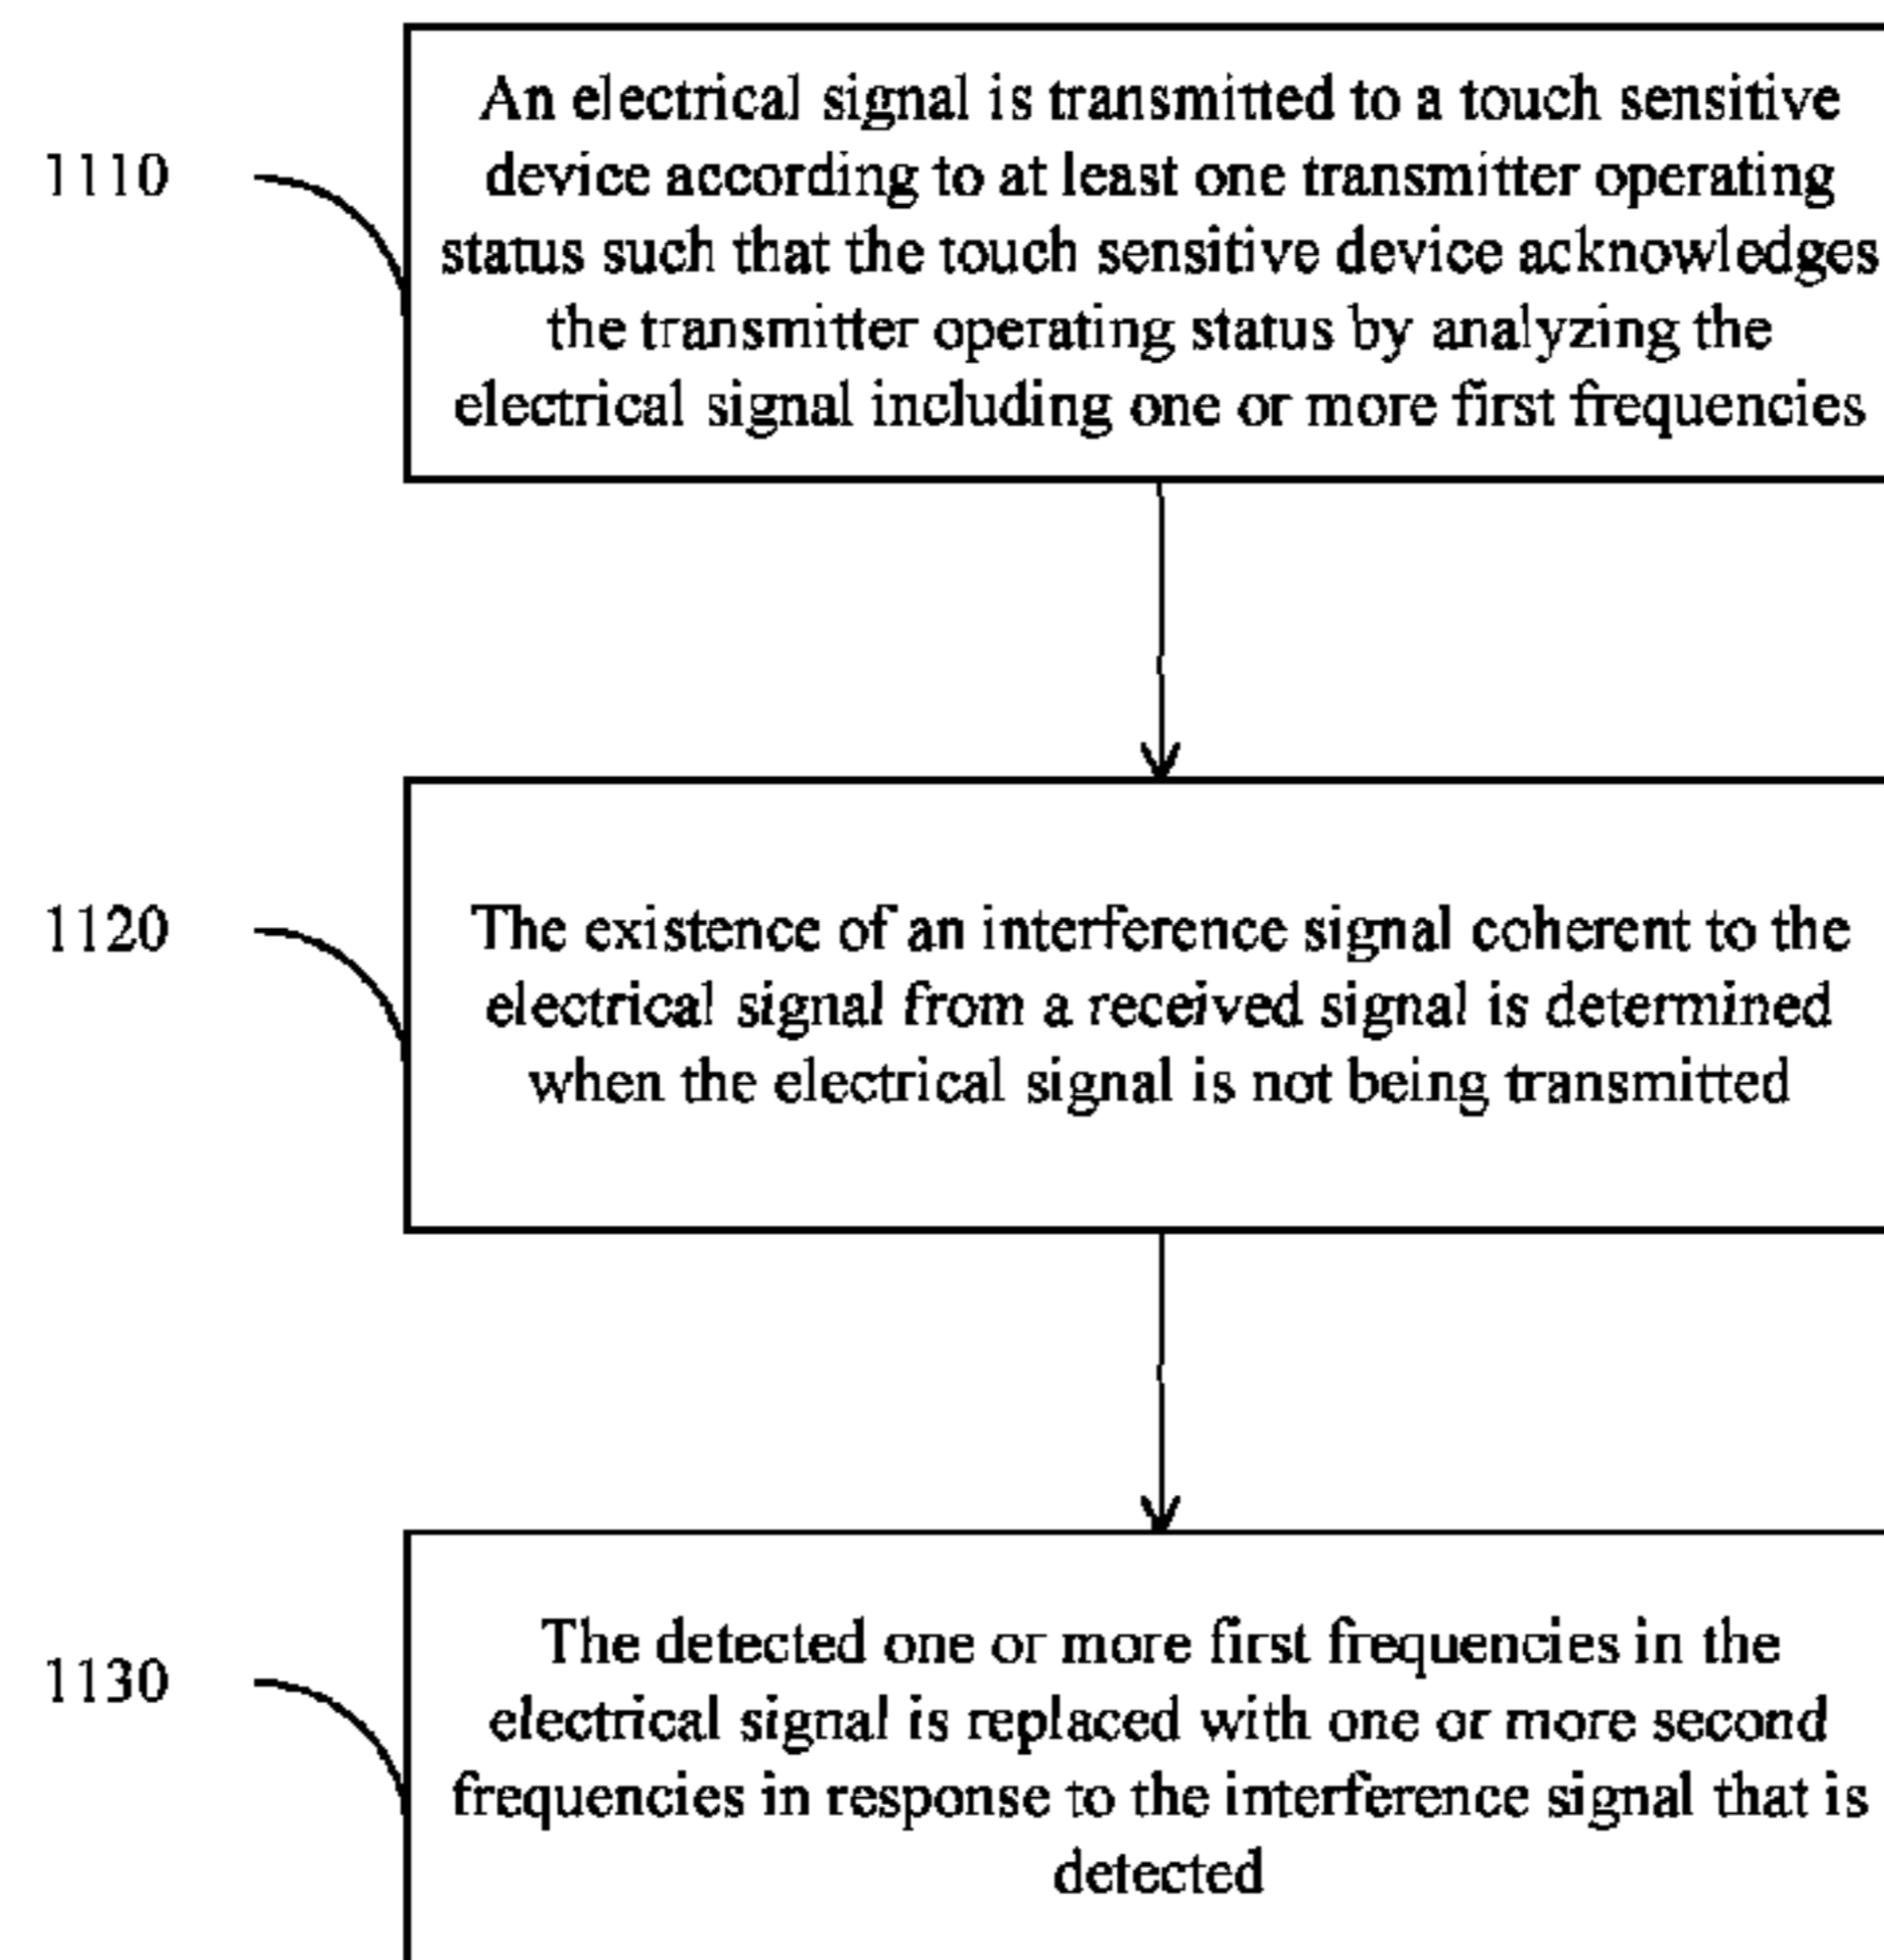 An electrical signal is transmitted to a touch sensitive
1110
device according to at least one transmitter operating
status such that the touch sensitive device acknowledges
the transmitter operating status by analyzing the
electrical signal including one or more first frequencies
1120
The existence of an interference signal coherent to the
electrical signal from a received signal is determined
when the electrical signal is not being transmitted
The detected one or more first frequencies in the
1130
electrical signal is replaced with one or more second
frequencies in response to the interference signal that is
detected